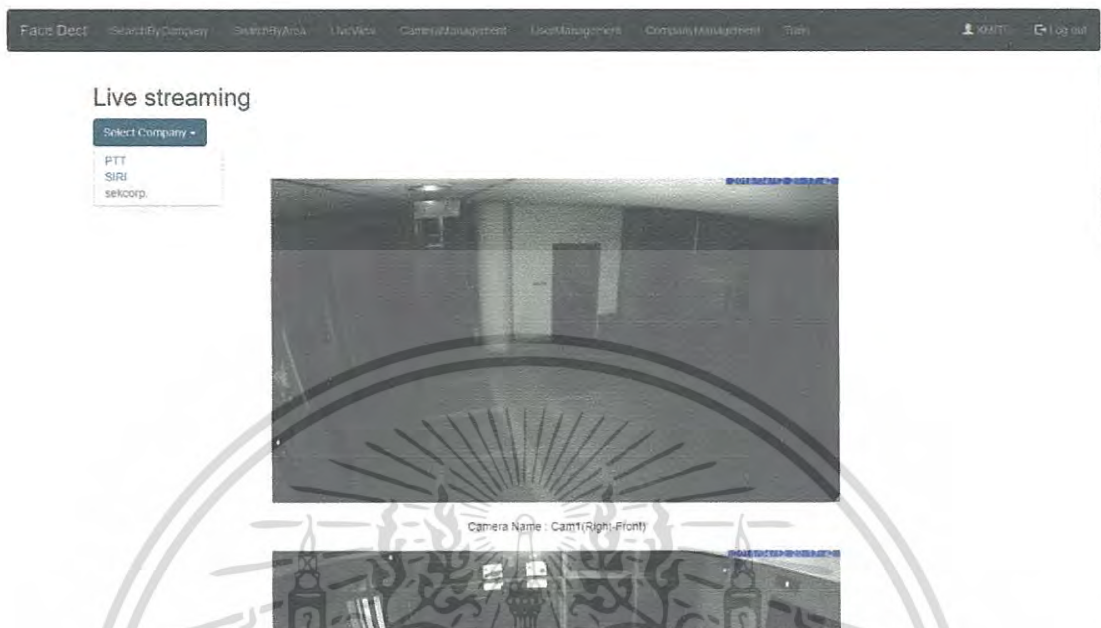 Face Dect SearchByCompany SearchByArea LiveView CameraManagement UserManagement CompanyManagement Train Log out
Live streaming
Select Company
PTT
SIRI
sekcorp.
Camera Name : Cam1(Right-Front)